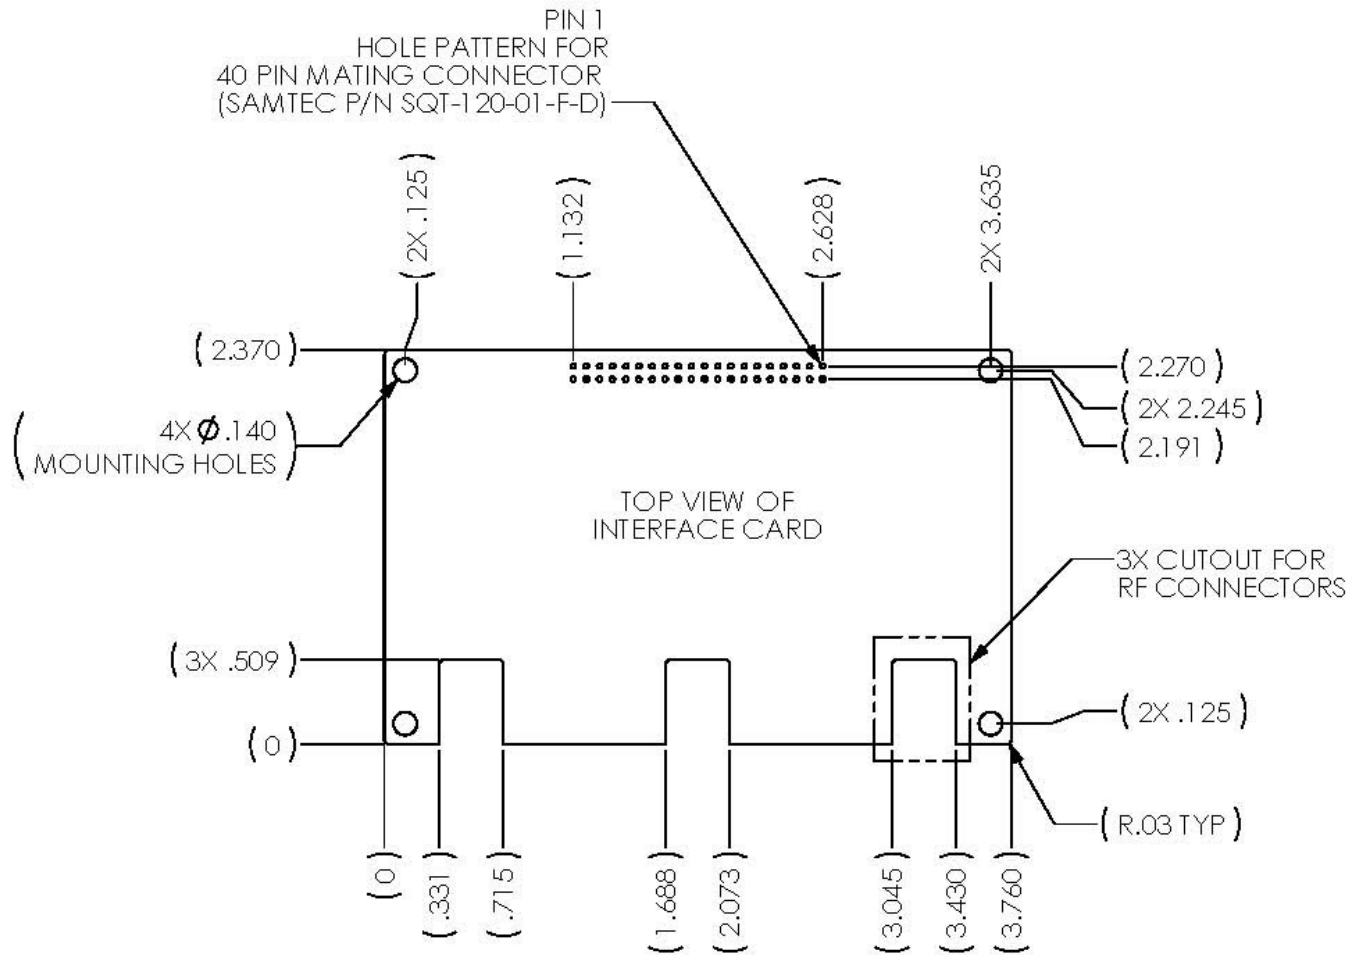 PIN 1
HOLE PATTERN FOR
40 PIN MATING CONNECTOR
(SAMTEC P/N SQT-120-01-F-D)
(2X .125)
(1.132)
(2.628)
2X 3.635
(2.370)
(2.270)
(2X 2.245)
(2.191)
(4X Ø.140
MOUNTING HOLES)
TOP VIEW OF
INTERFACE CARD
3X CUTOUT FOR
RF CONNECTORS
(3X .509)
(2X .125)
(0)
(R.03 TYP)
(0)
(.331)
(.715)
(1.688)
(2.073)
(3.045)
(3.430)
(3.760)